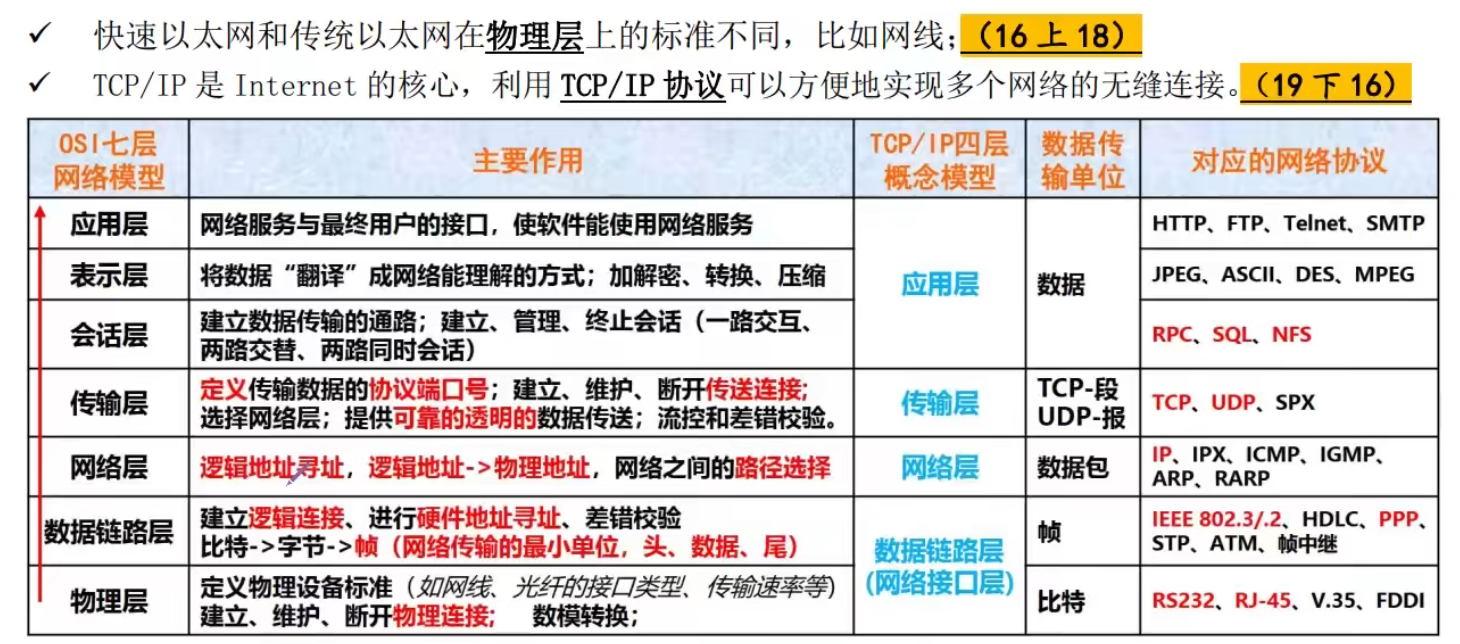 ✓ 快速以太网和传统以太网在物理层上的标准不同，比如网线；（16 上 18）
✓ TCP/IP 是 Internet 的核心，利用 TCP/IP 协议可以方便地实现多个网络的无缝连接。（19 下 16）
OSI七层
网络模型
主要作用
TCP/IP四层
概念模型
数据传
输单位
对应的网络协议
应用层
网络服务与最终用户的接口，使软件能使用网络服务
HTTP、FTP、Telnet、SMTP
表示层
将数据“翻译”成网络能理解的方式；加解密、转换、压缩
应用层
数据
JPEG、ASCII、DES、MPEG
会话层
建立数据传输的通路；建立、管理、终止会话（一路交互、
两路交替、两路同时会话）
RPC、SQL、NFS
传输层
定义传输数据的协议端口号；建立、维护、断开传送连接；
选择网络层；提供可靠的透明的数据传送；流控和差错校验。
传输层
TCP-段
UDP-报
TCP、UDP、SPX
网络层
逻辑地址寻址，逻辑地址->物理地址，网络之间的路径选择
网络层
数据包
IP、IPX、ICMP、IGMP、
ARP、RARP
数据链路层
建立逻辑连接、进行硬件地址寻址、差错校验
比特->字节->帧（网络传输的最小单位，头、数据、尾）
数据链路层
(网络接口层)
帧
IEEE 802.3/.2、HDLC、PPP、
STP、ATM、帧中继
物理层
定义物理设备标准（如网线、光纤的接口类型、传输速率等）
建立、维护、断开物理连接； 数模转换；
比特
RS232、RJ-45、V.35、FDDI